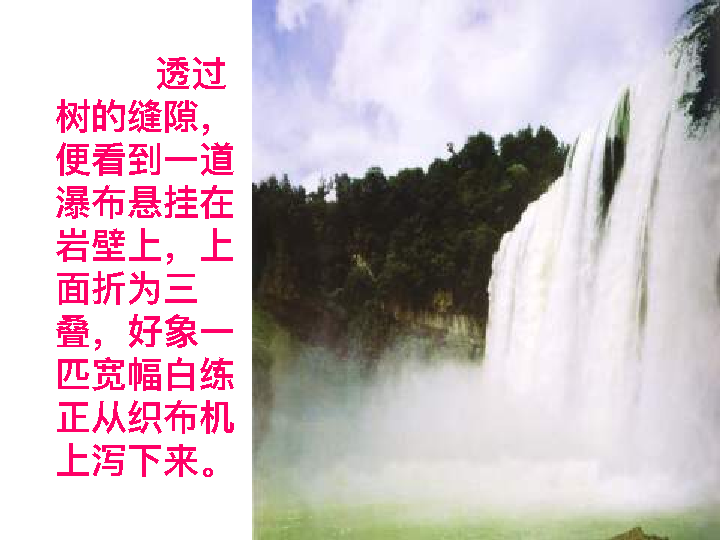 透过
树的缝隙，
便看到一道
瀑布悬挂在
岩壁上，上
面折为三
叠，好象一
匹宽幅白练
正从织布机
上泻下来。